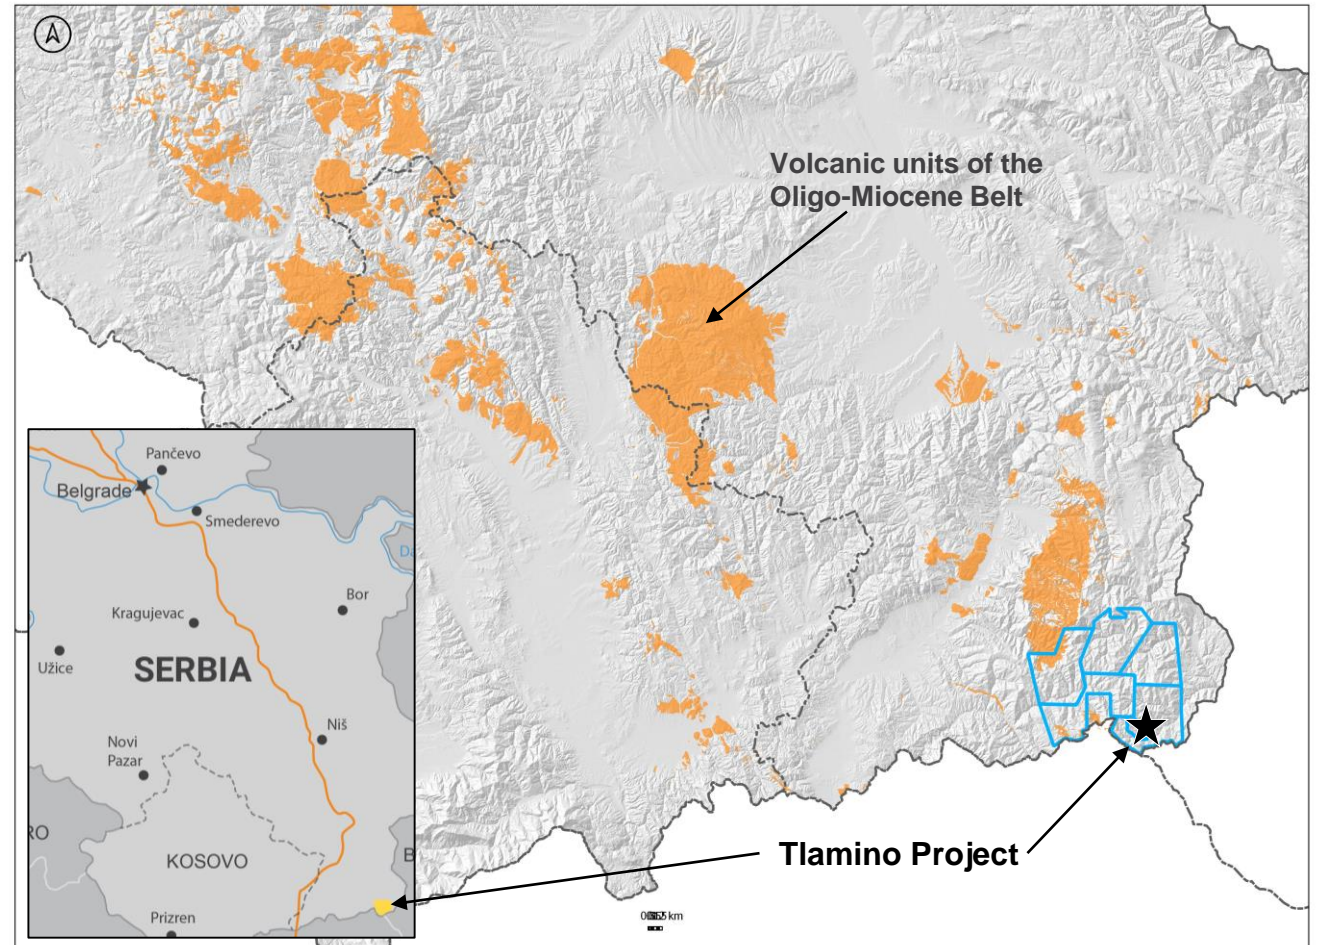 A
Volcanic units of the
Oligo-Miocene Belt
Pančevo
Belgrade
Smederevo
Bor
Kragujevac
Užice
SERBIA
Niš
Novi
Pazar
RO
KOSOVO
B
Prizren
Tlamino Project
km